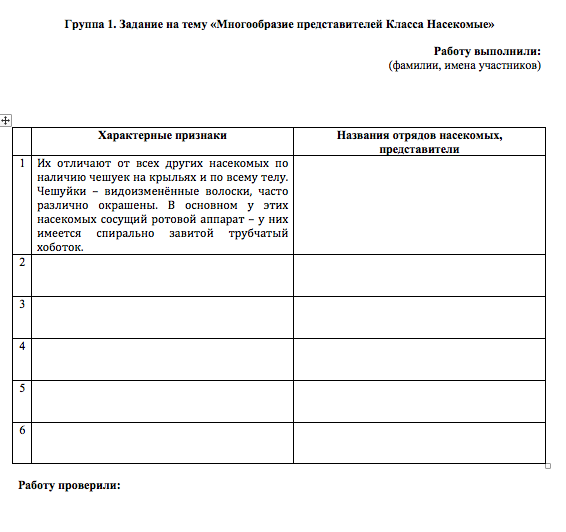 Группа 1. Задание на тему «Многообразие представителей Класса Насекомые»
Работу выполнили:
(фамилии, имена участников)
Характерные признаки
Названия отрядов насекомых,
представители
1
Их отличают от всех других насекомых по
наличию чешуек на крыльях и по всему телу.
Чешуйки – видоизменённые волоски, часто
различно окрашены. В основном у этих
насекомых сосущий ротовой аппарат – у них
имеется спирально завитой трубчатый
хоботок.
2
3
4
5
6
Работу проверили: